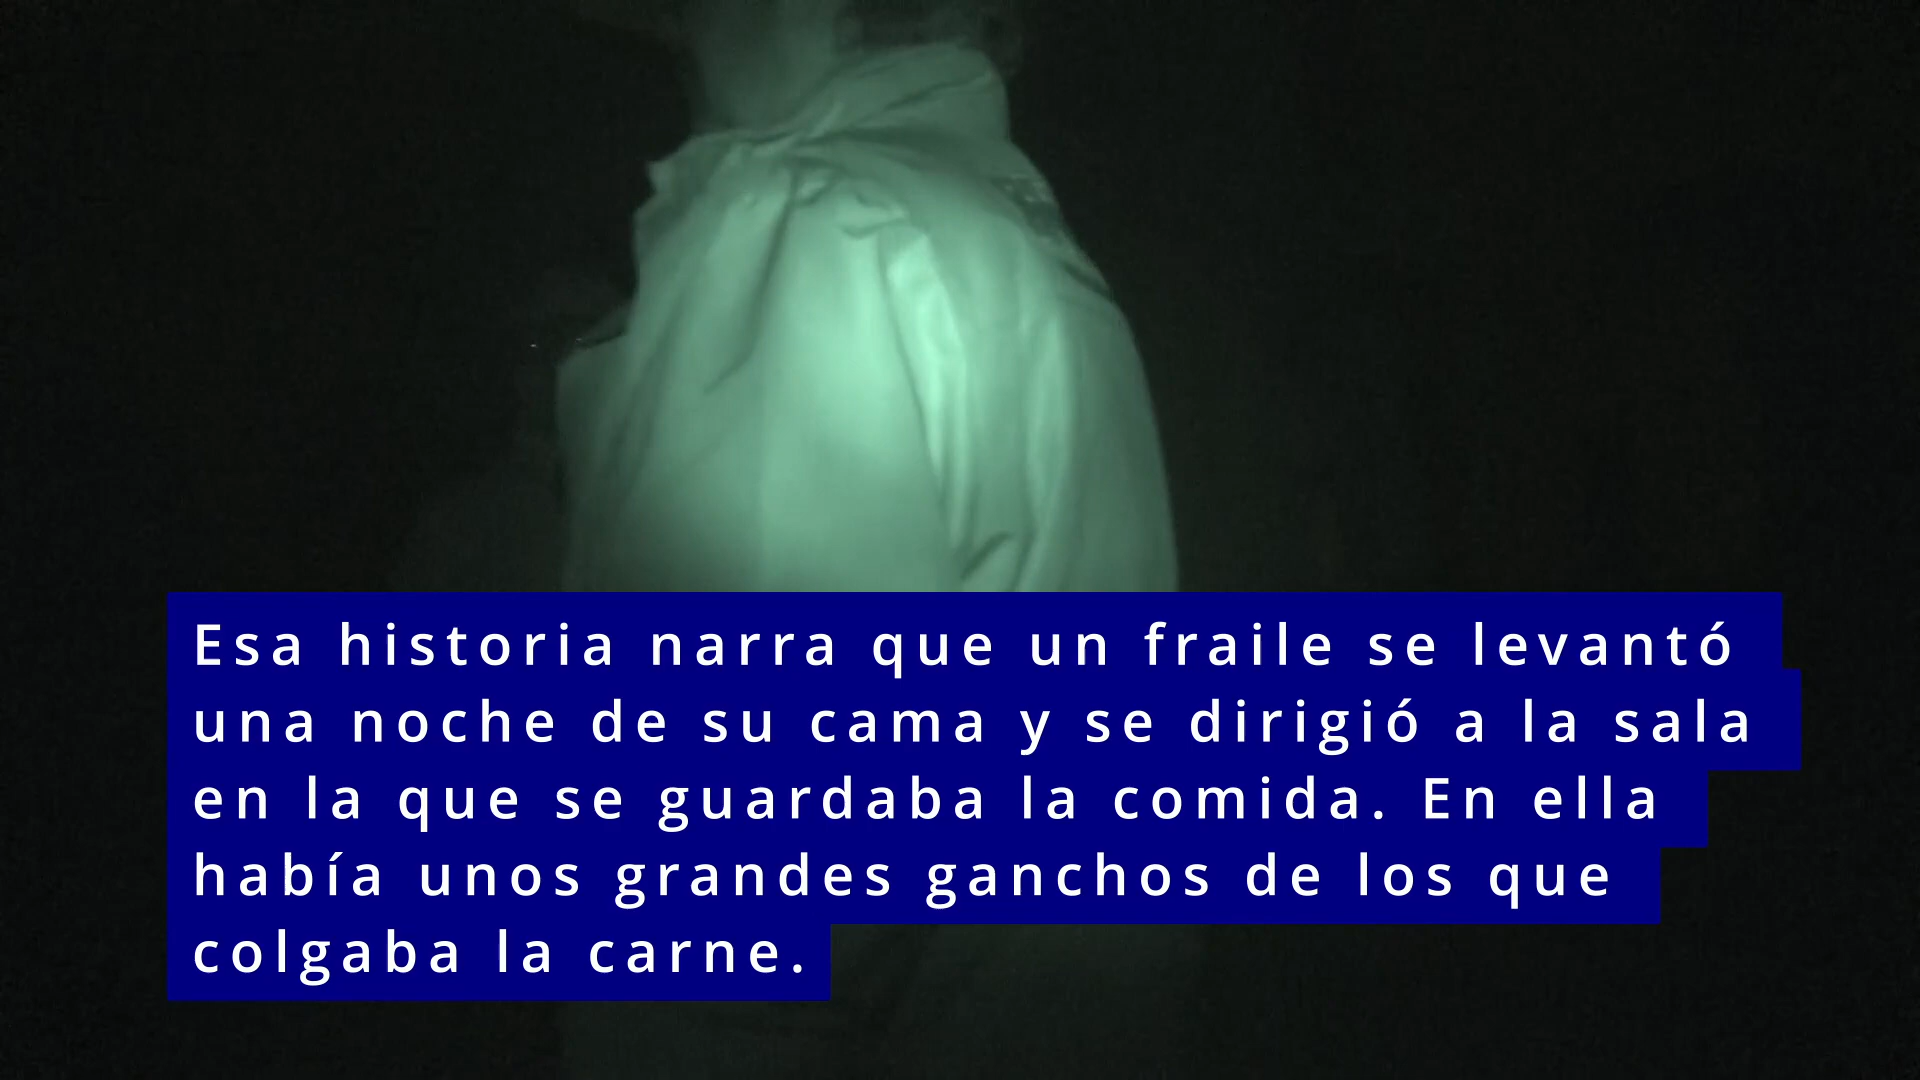 Esa historia narra que un fraile se levantó
una noche de su cama y se dirigió a la sala
en la que se guardaba la comida. En ella
había unos grandes ganchos de los que
colgaba la carne.